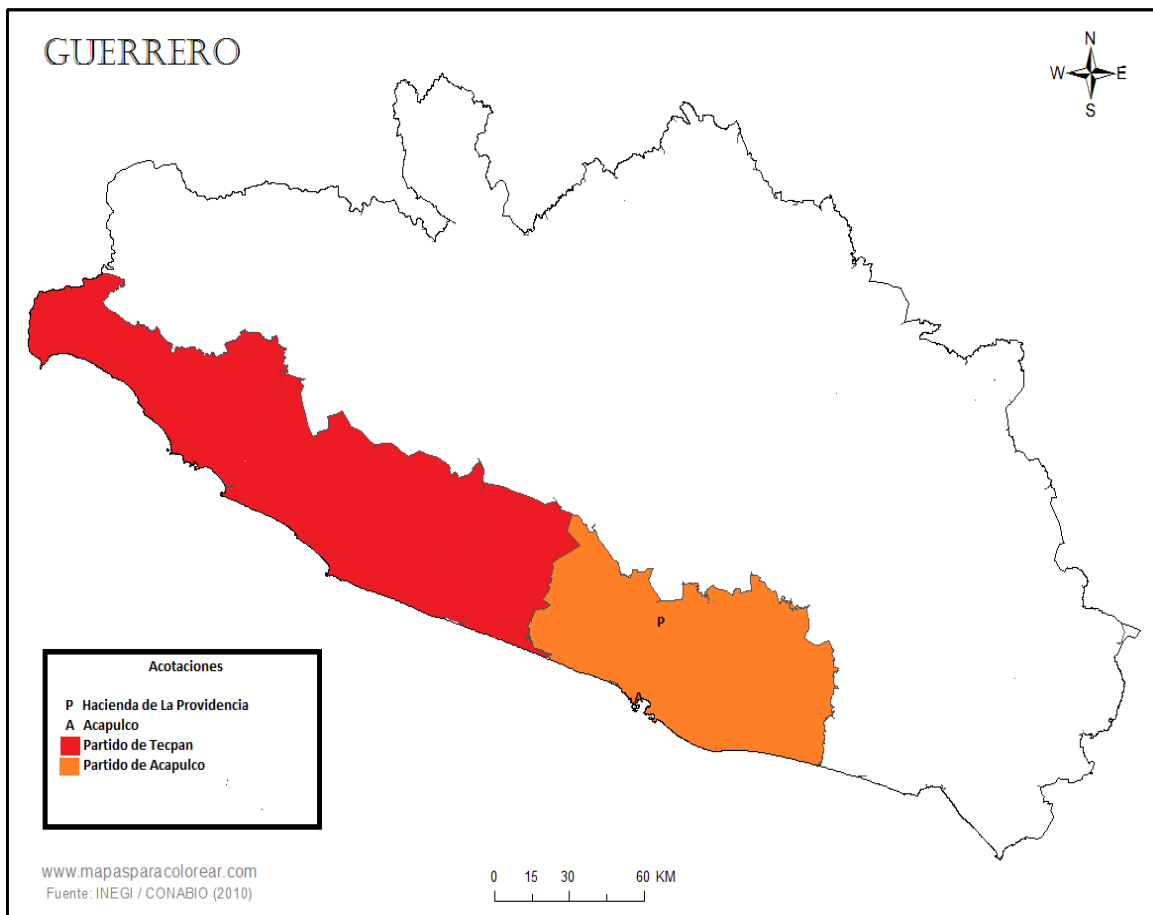 GUERRERO
N
W E
S
P
A
Acotaciones
P Hacienda de La Providencia
A Acapulco
Partido de Tecpan
Partido de Acapulco
www.mapasparacolorear.com
Fuente: INEGI / CONABIO (2010)
0 15 30 60 KM